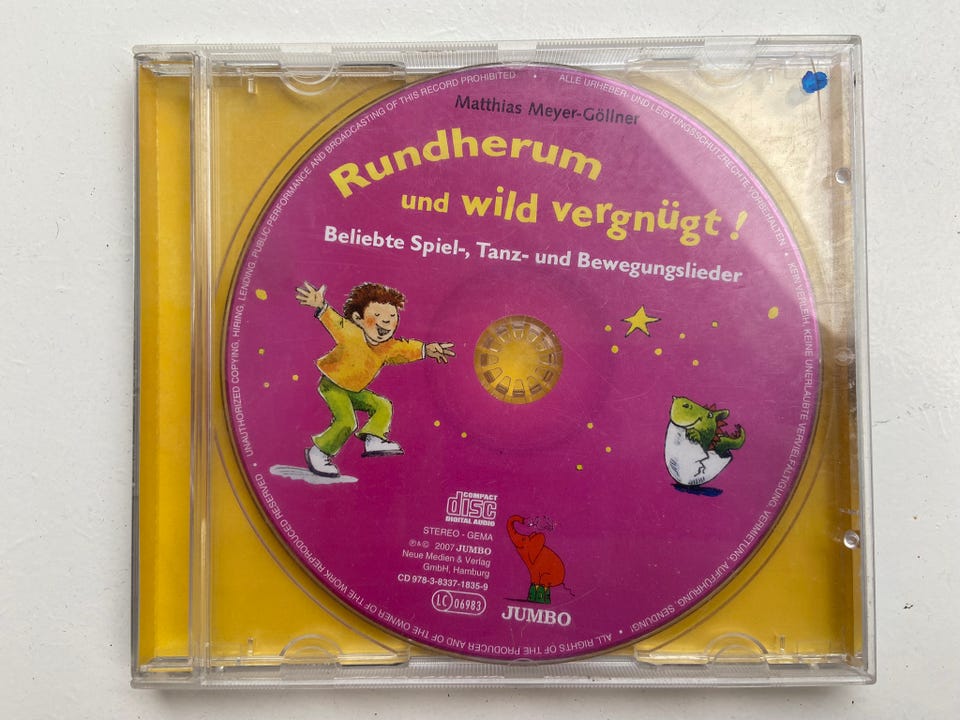 Matthias Meyer-Göllner
Rundherum
und wild vergnügt!
Beliebte Spiel-, Tanz- und Bewegungslieder
COMPACT
disc
DIGITAL AUDIO
STEREO - GEMA
℗&© 2007 JUMBO
Neue Medien & Verlag
GmbH, Hamburg
CD 978-3-8337-1835-9
LC 06983
JUMBO
ALLE URHEBER- UND LEISTUNGSSCHUTZRECHTE VORBEHALTEN • KEIN VERLEIH, KEINE UNERLAUBTE VERVIELFÄLTIGUNG, VERMIETUNG, AUFFÜHRUNG, SENDUNG! • ALL RIGHTS OF THE PRODUCER AND OF THE OWNER OF THE WORK REPRODUCED RESERVED • UNAUTHORIZED COPYING, HIRING, LENDING, PUBLIC PERFORMANCE AND BROADCASTING OF THIS RECORD PROHIBITED •